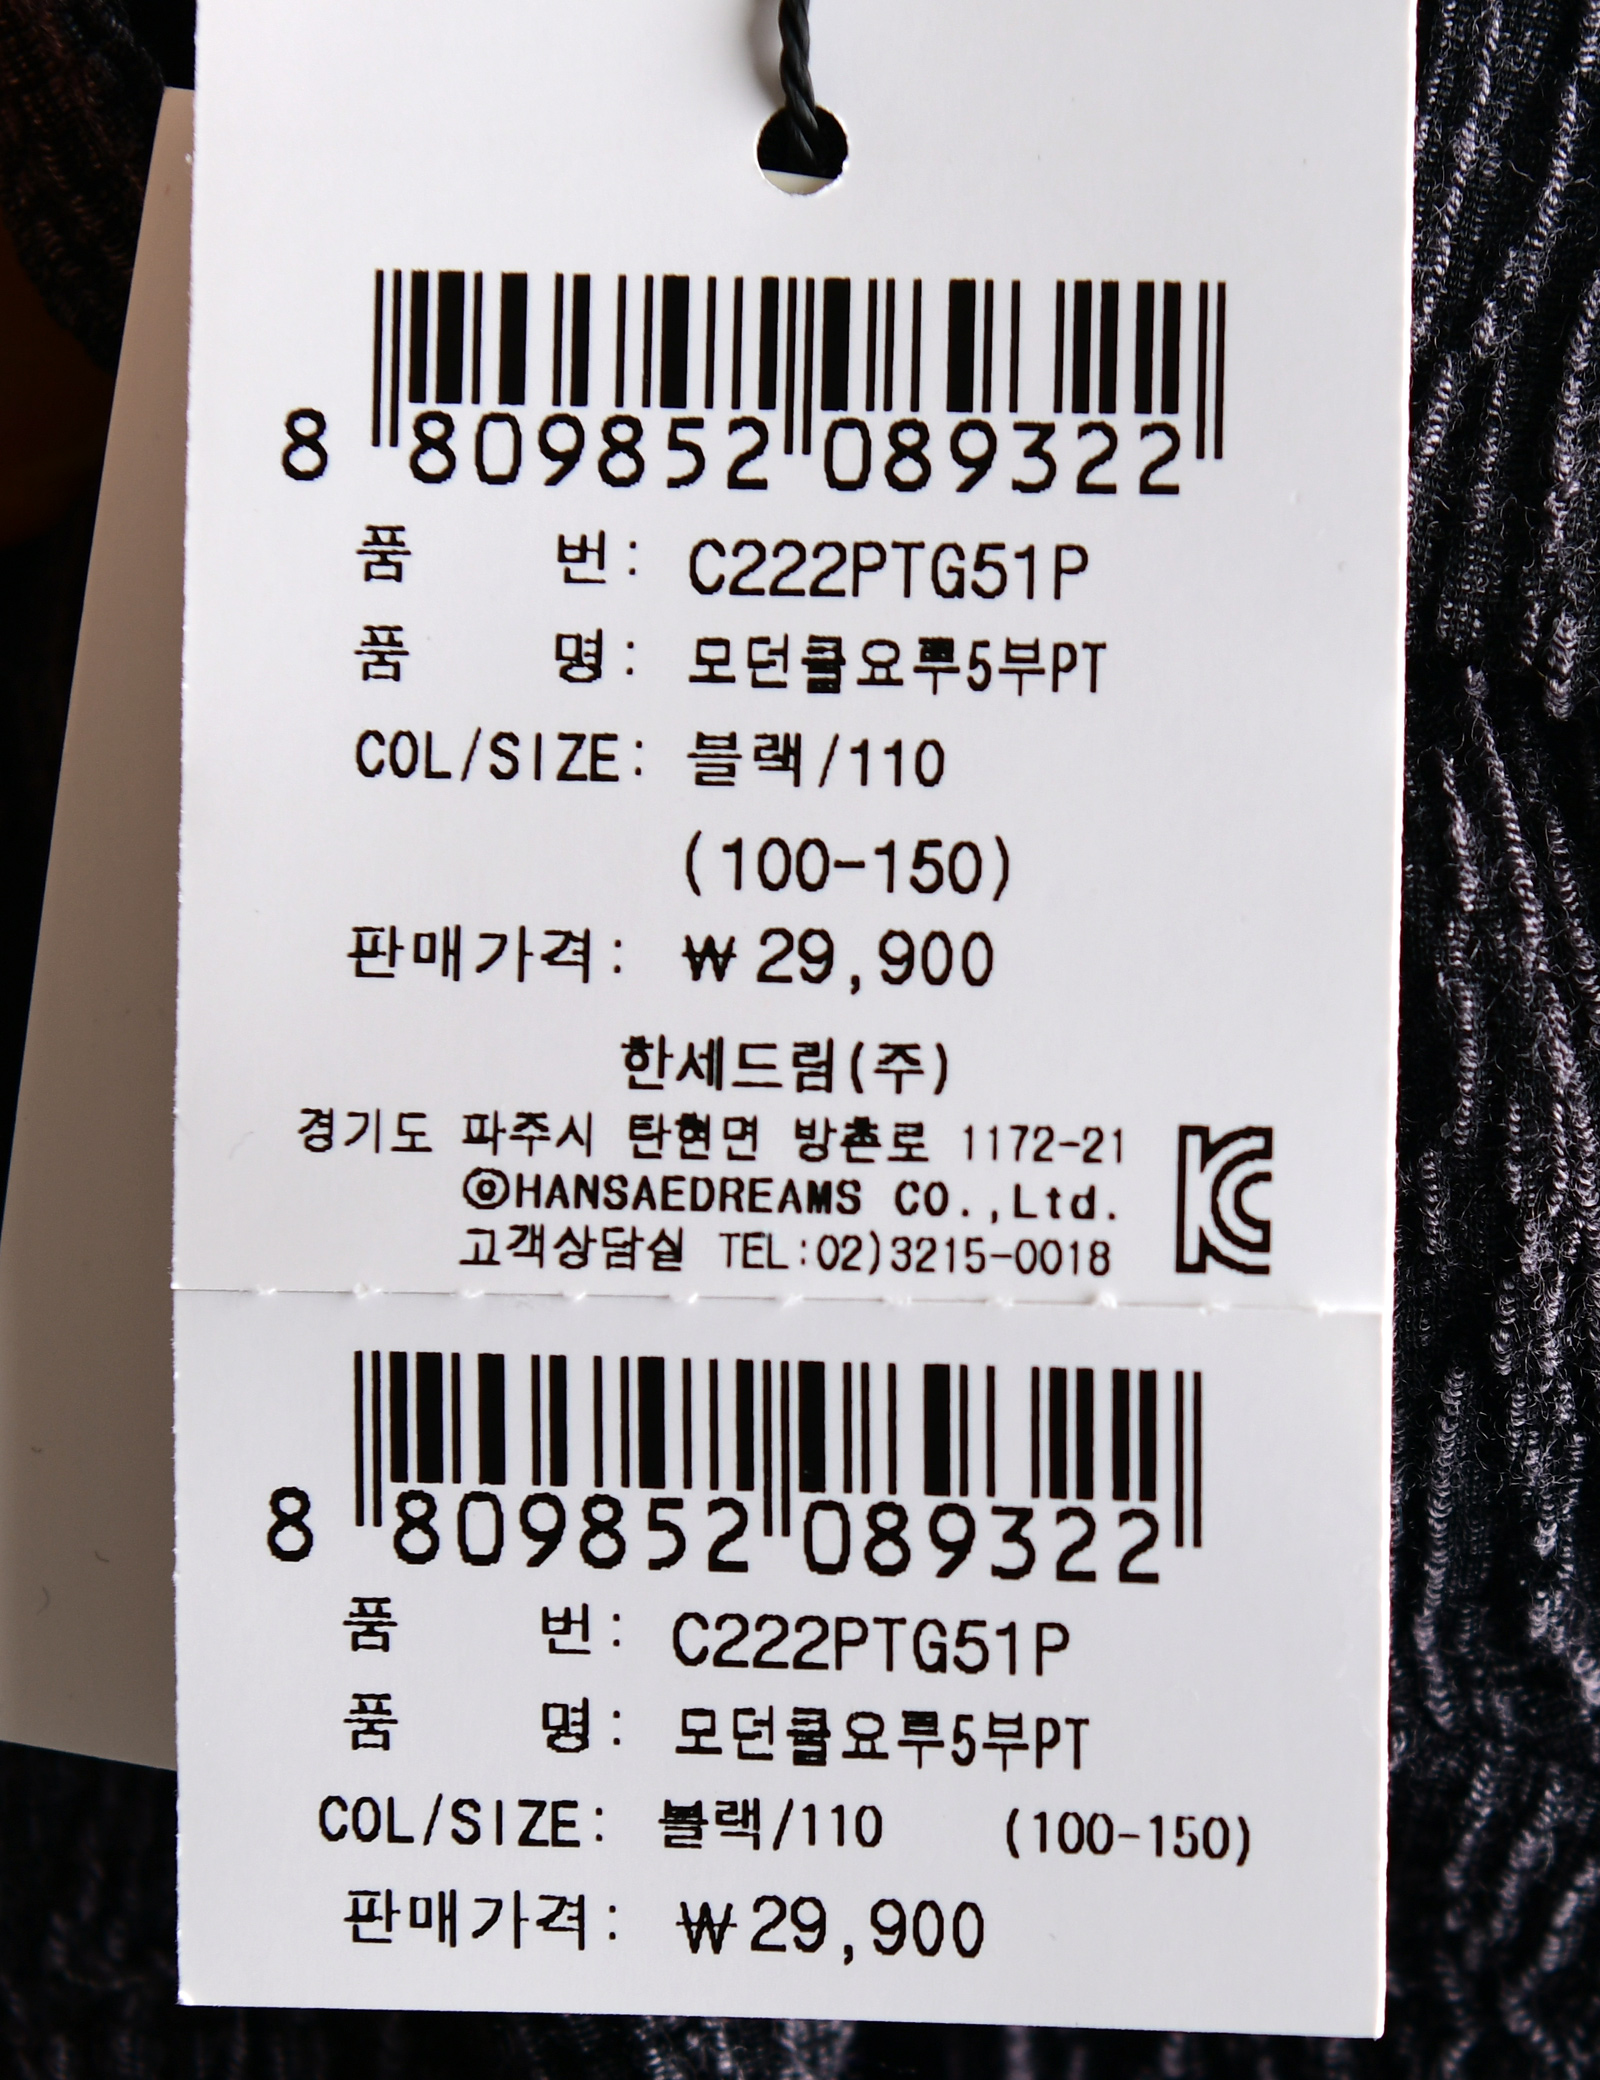 8 809852 089322
품 번: C222PTG51P
품 명: 모던쿨요루5부PT
COL/SIZE: 블랙/110
(100-150)
판매가격: ₩29,900
한세드림(주)
경기도 파주시 탄현면 방촌로 1172-21
©HANSAEDREAMS CO.,Ltd.
고객상담실 TEL:02)3215-0018
KC
8 809852 089322
품 번: C222PTG51P
품 명: 모던쿨요루5부PT
COL/SIZE: 블랙/110 (100-150)
판매가격: ₩29,900